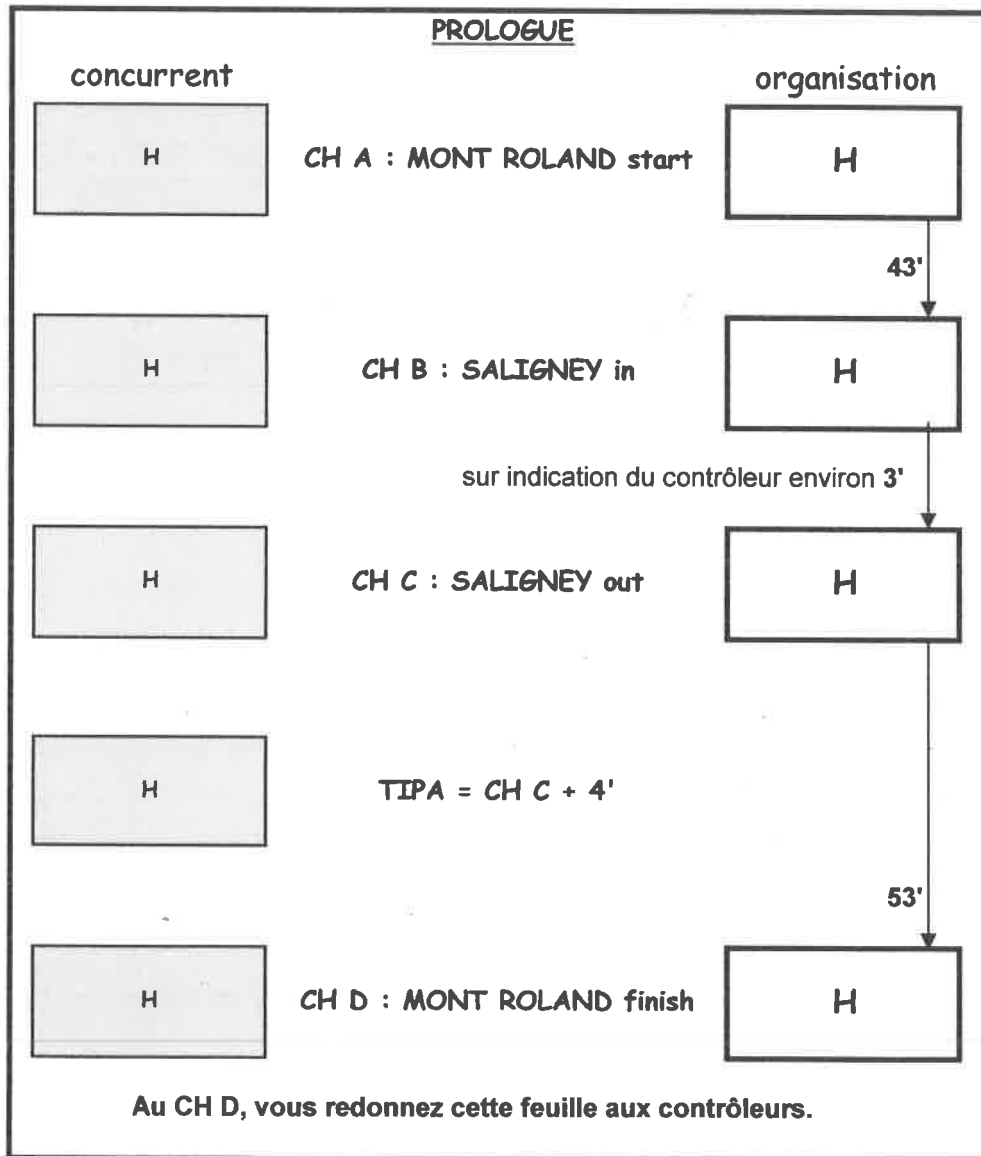 PROLOGUE
concurrent
organisation
H
CH A : MONT ROLAND start
H
43'
H
CH B : SALIGNEY in
H
sur indication du contrôleur environ 3'
H
CH C : SALIGNEY out
H
H
TIPA = CH C + 4'
53'
H
CH D : MONT ROLAND finish
H
Au CH D, vous redonnez cette feuille aux contrôleurs.